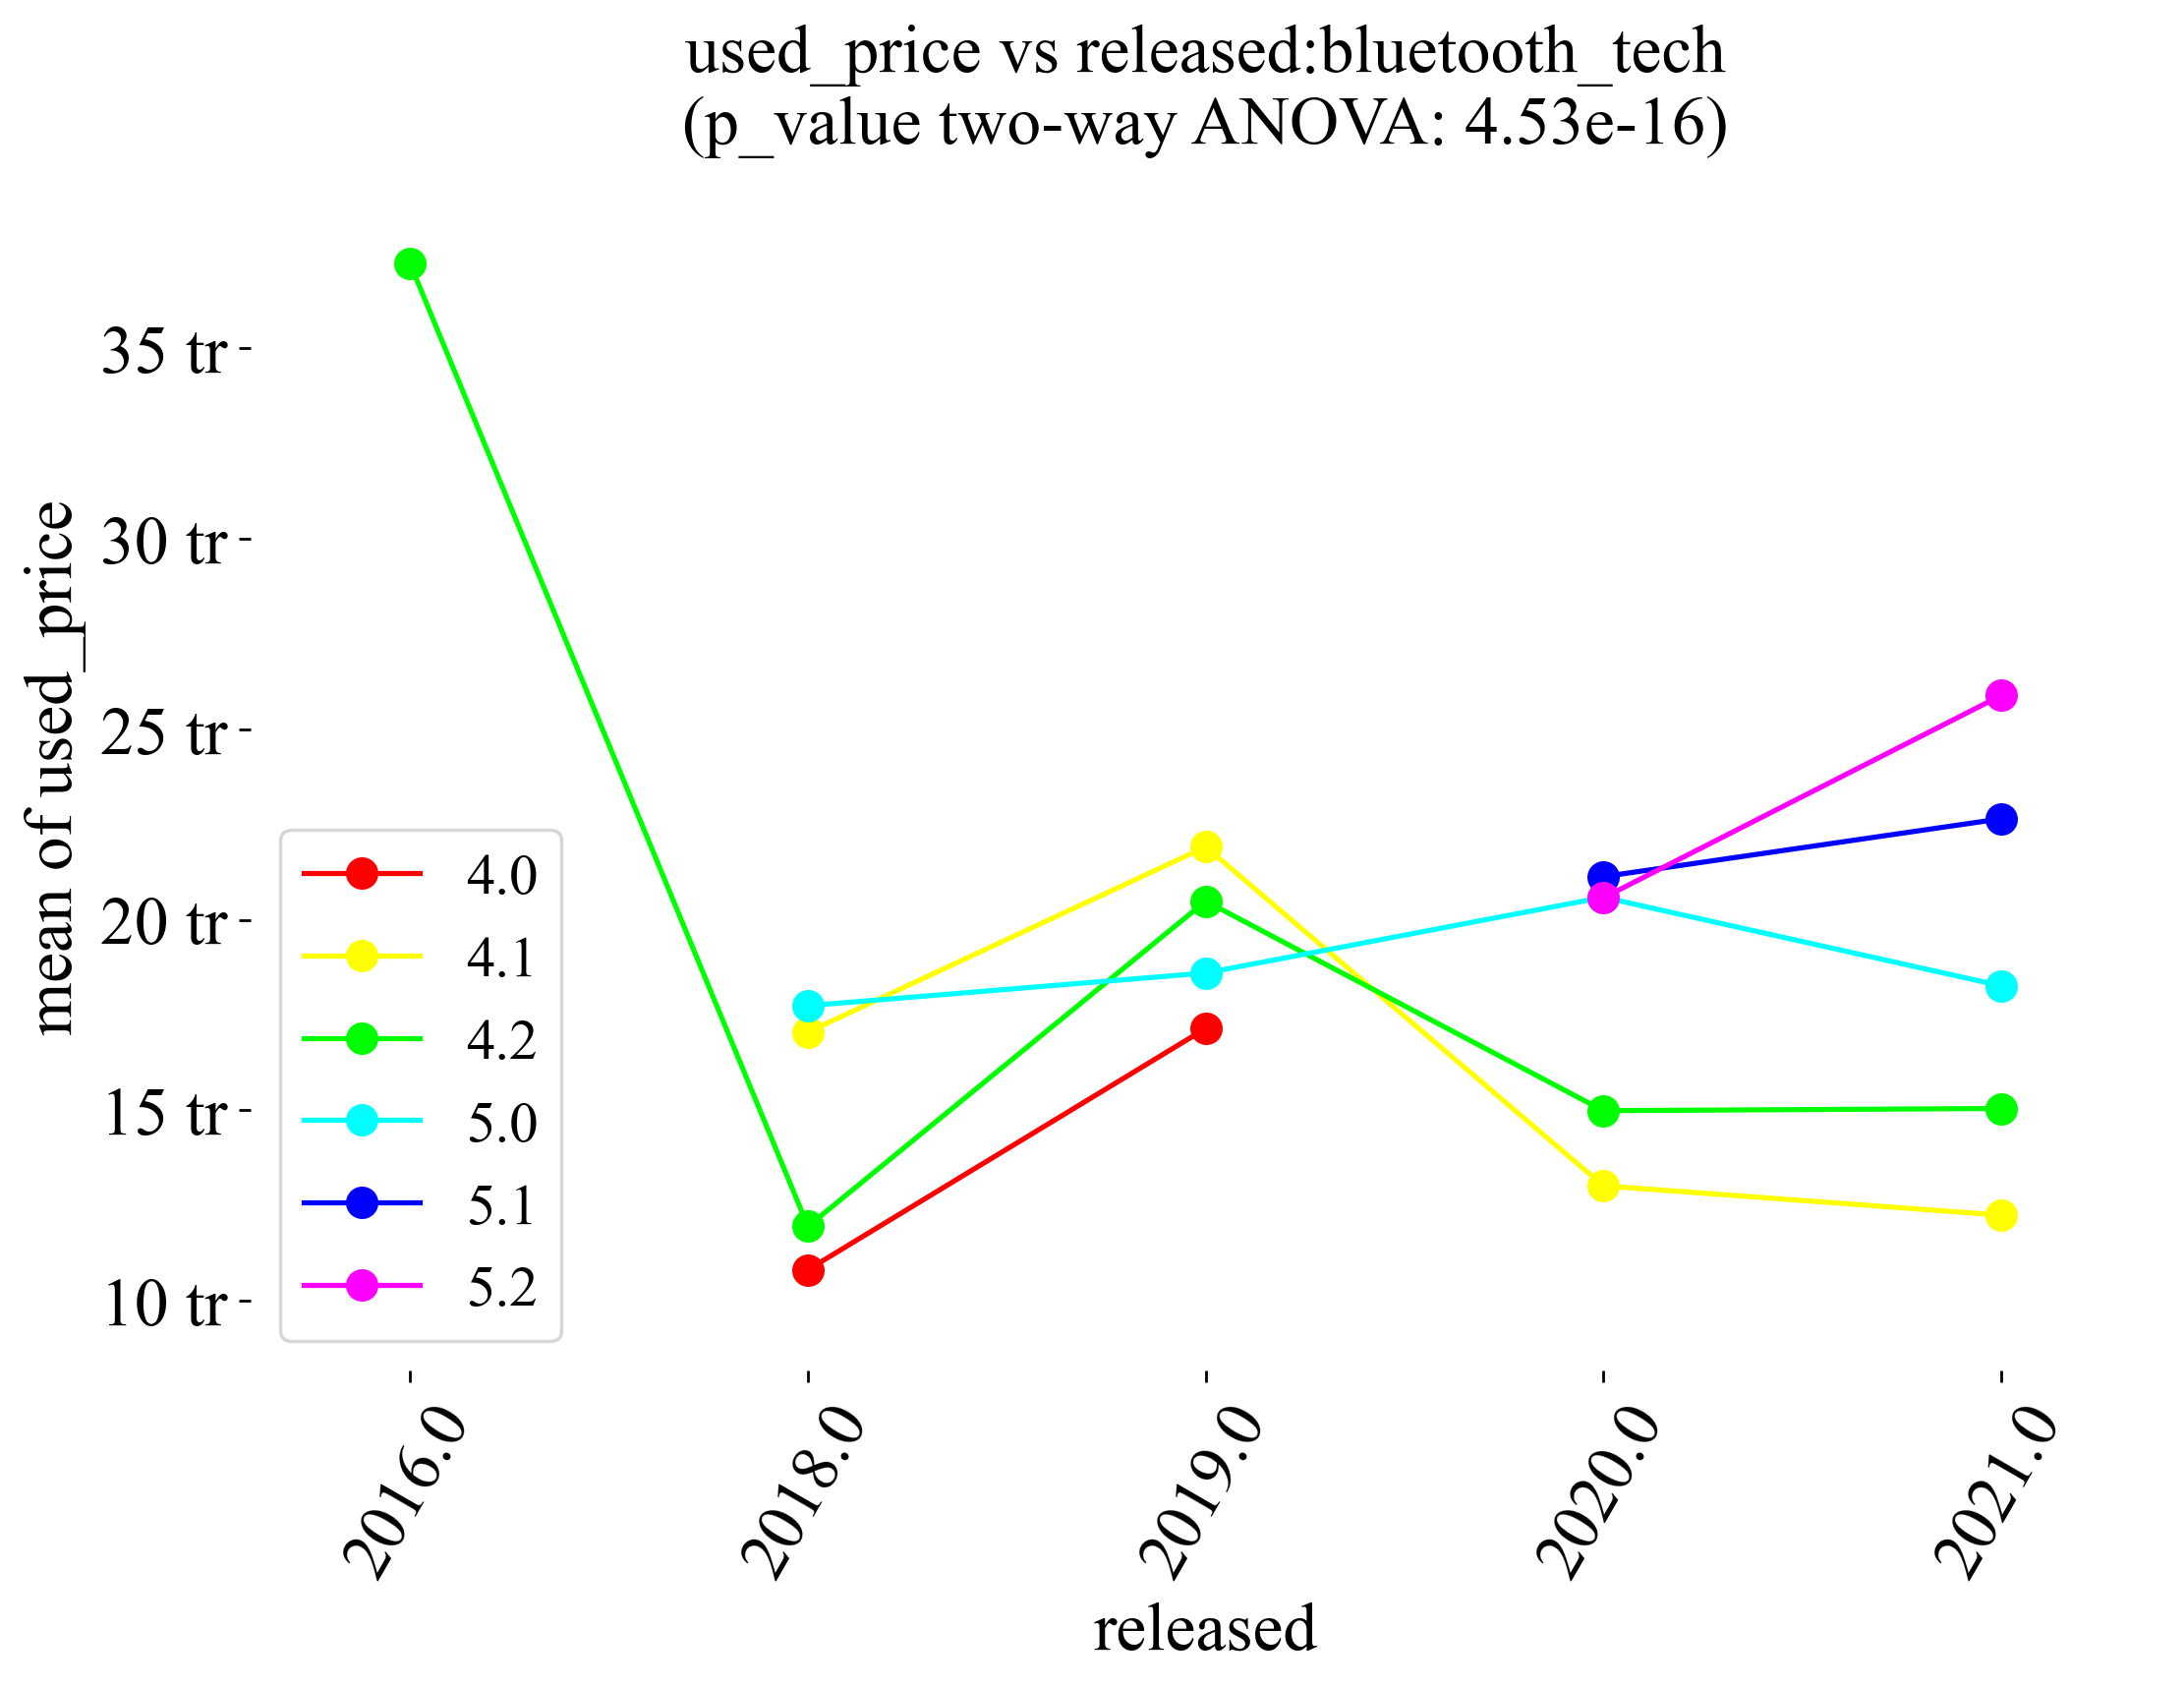 used_price vs released:bluetooth_tech
(p_value two-way ANOVA: 4.53e-16)
mean of used_price
35 tr
30 tr
25 tr
20 tr
15 tr
10 tr
4.0
4.1
4.2
5.0
5.1
5.2
2016.0
2018.0
2019.0
2020.0
2021.0
released